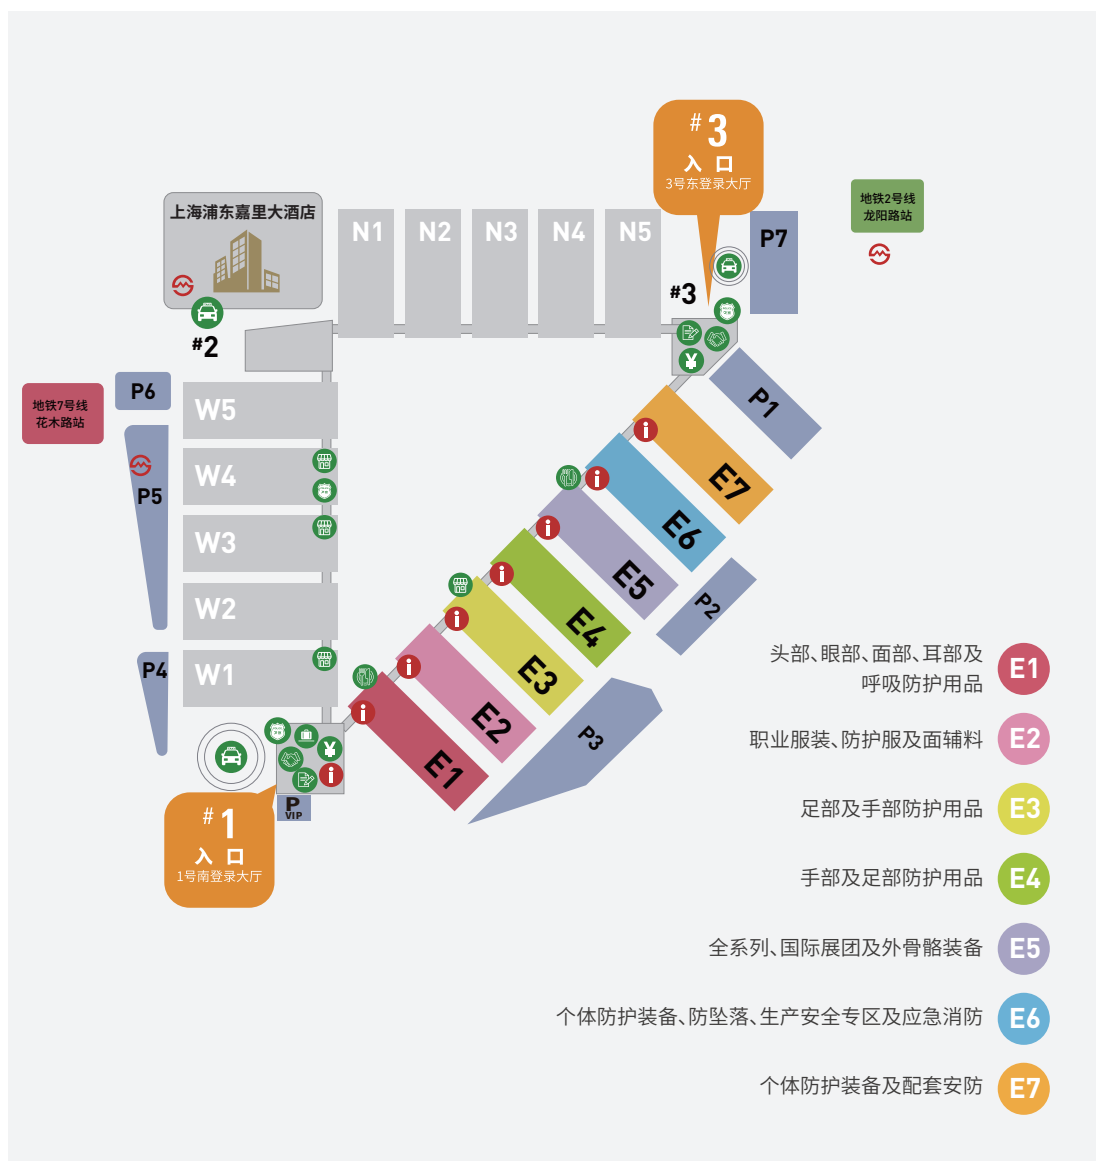 #3
入口
3号东登录大厅
地铁2号线
龙阳路站
上海浦东嘉里大酒店
N1
N2
N3
N4
N5
P7
#3
#2
P6
地铁7号线
花木路站
P1
W5
W4
P5
W3
W2
W1
P4
E7
E6
E5
E4
E3
E2
E1
P2
P3
P
VIP
#1
入口
1号南登录大厅
头部、眼部、面部、耳部及
呼吸防护用品
E1
职业服装、防护服及面辅料
E2
足部及手部防护用品
E3
手部及足部防护用品
E4
全系列、国际展团及外骨骼装备
E5
个体防护装备、防坠落、生产安全专区及应急消防
E6
个体防护装备及配套安防
E7